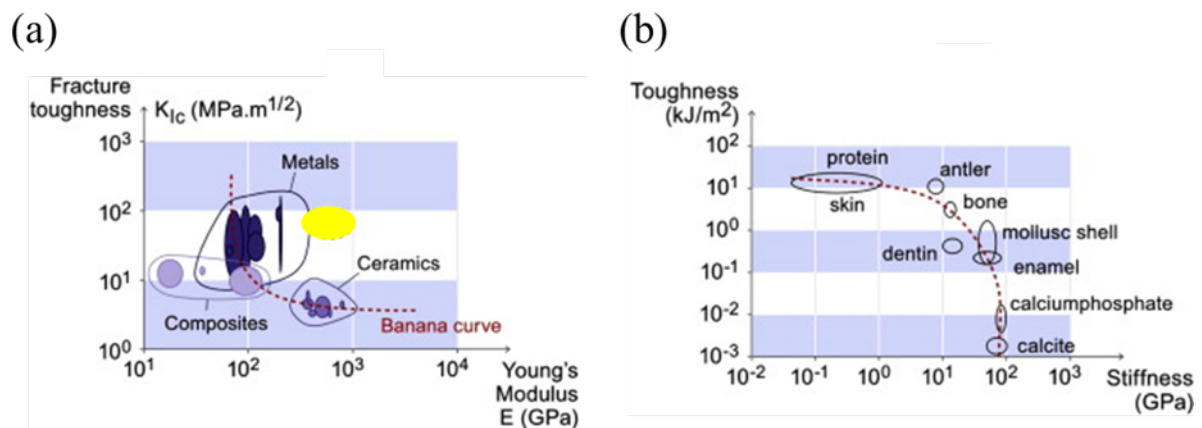 (a)
Fracture
toughness K_Ic (MPa.m^1/2)
10^3
Metals
10^2
Ceramics
10^1
Composites
Banana curve
10^0
10^1 10^2 10^3 10^4
Young's
Modulus
E (GPa)
(b)
Toughness
(kJ/m^2)
10^2
protein
antler
10^1
skin
bone
10^0
mollusc shell
dentin
10^-1
enamel
calciumphosphate
10^-2
calcite
10^-3
10^-2 10^-1 10^0 10^1 10^2 10^3
Stiffness
(GPa)